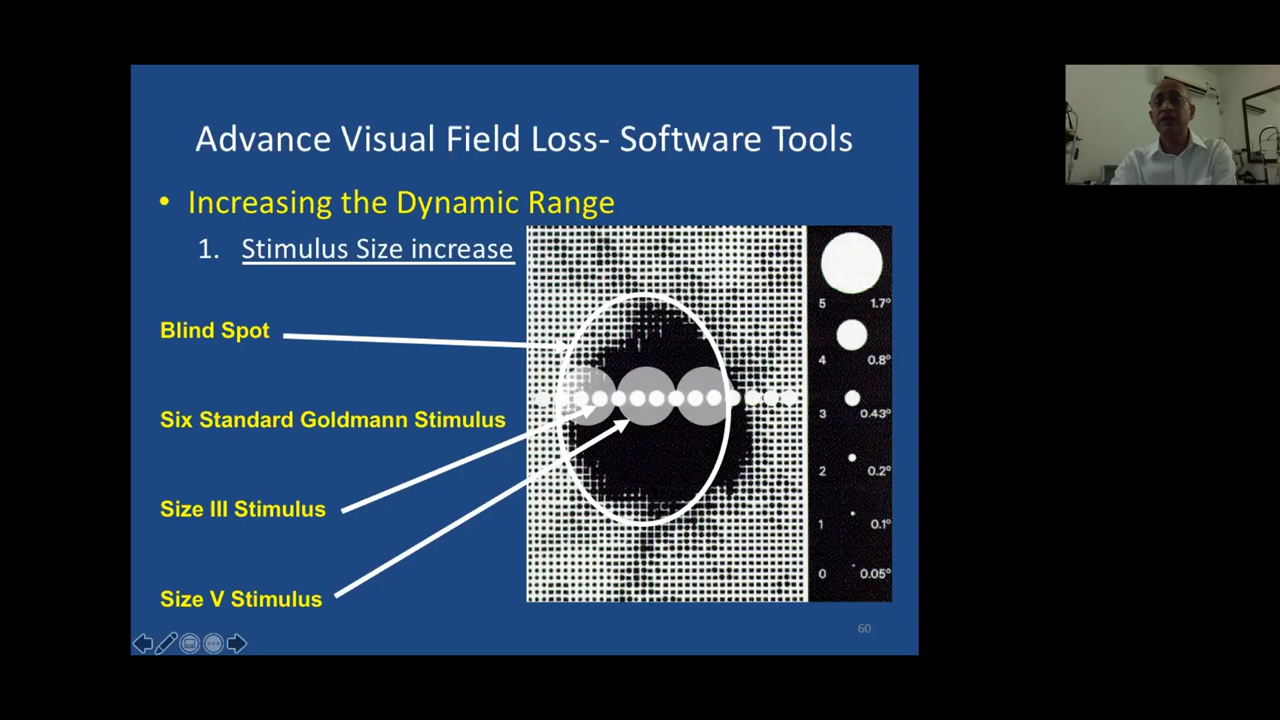 Advance Visual Field Loss- Software Tools
• Increasing the Dynamic Range
1. Stimulus Size increase
Blind Spot
Six Standard Goldmann Stimulus
Size III Stimulus
Size V Stimulus
5 1.7°
4 0.8°
3 0.43°
2 0.2°
1 0.1°
0 0.05°
60